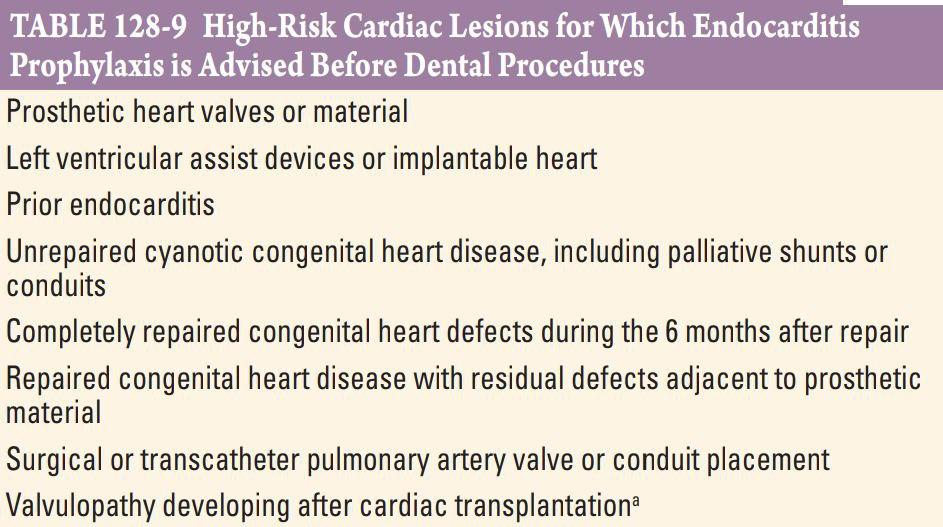 TABLE 128-9 High-Risk Cardiac Lesions for Which Endocarditis
Prophylaxis is Advised Before Dental Procedures
Prosthetic heart valves or material
Left ventricular assist devices or implantable heart
Prior endocarditis
Unrepaired cyanotic congenital heart disease, including palliative shunts or
conduits
Completely repaired congenital heart defects during the 6 months after repair
Repaired congenital heart disease with residual defects adjacent to prosthetic
material
Surgical or transcatheter pulmonary artery valve or conduit placement
Valvulopathy developing after cardiac transplantationᵃ